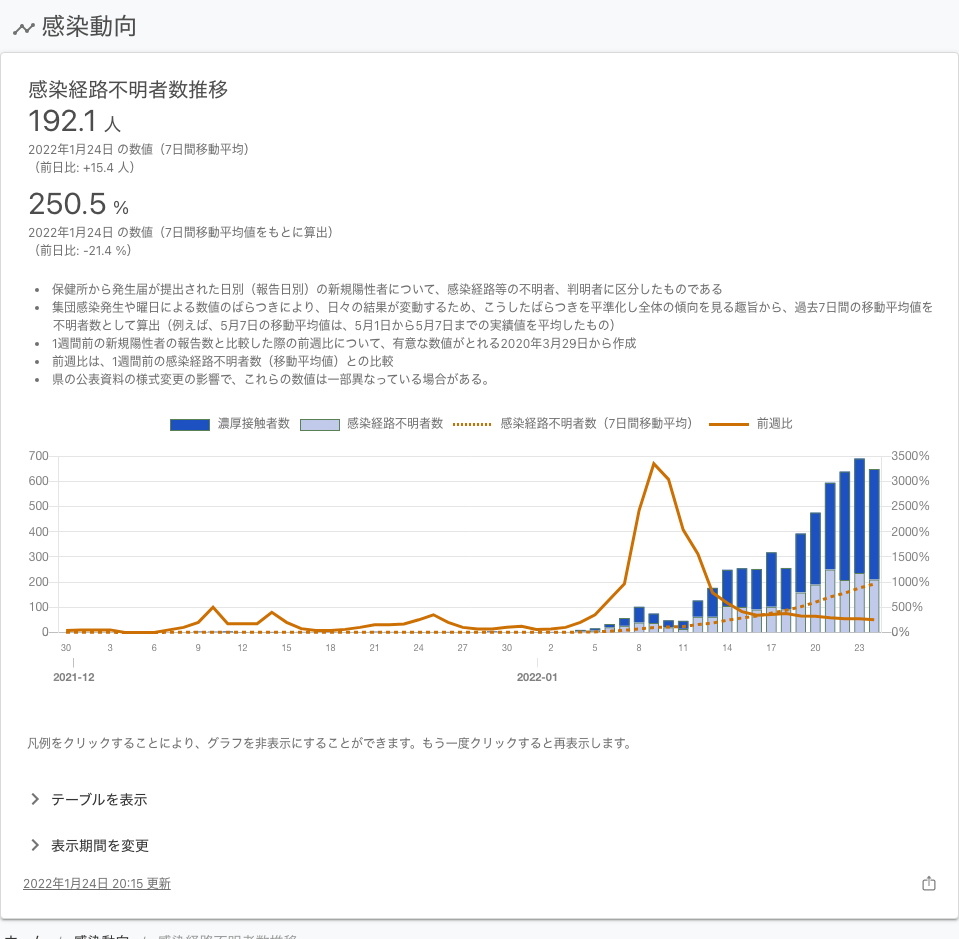 感染動向
感染経路不明者数推移
192.1 人
2022年1月24日 の数値（7日間移動平均）
（前日比: +15.4 人）
250.5 %
2022年1月24日 の数値（7日間移動平均値をもとに算出）
（前日比: -21.4 %）
• 保健所から発生届が提出された日別（報告日別）の新規陽性者について、感染経路等の不明者、判明者に区分したものである
• 集団感染発生や曜日による数値のばらつきにより、日々の結果が変動するため、こうしたばらつきを平準化し全体の傾向を見る趣旨から、過去7日間の移動平均値を
不明者数として算出（例えば、5月7日の移動平均値は、5月1日から5月7日までの実績値を平均したもの）
• 1週間前の新規陽性者の報告数と比較した際の前週比について、有意な数値がとれる2020年3月29日から作成
• 前週比は、1週間前の感染経路不明者数（移動平均値）との比較
• 県の公表資料の様式変更の影響で、これらの数値は一部異なっている場合がある。
濃厚接触者数 感染経路不明者数 感染経路不明者数（7日間移動平均） 前週比
700 3500%
600 3000%
500 2500%
400 2000%
300 1500%
200 1000%
100 500%
0 0%
30 3 6 9 12 15 18 21 24 27 30 2 5 8 11 14 17 20 23
2021-12 2022-01
凡例をクリックすることにより、グラフを非表示にすることができます。もう一度クリックすると再表示します。
テーブルを表示
表示期間を変更
2022年1月24日 20:15 更新